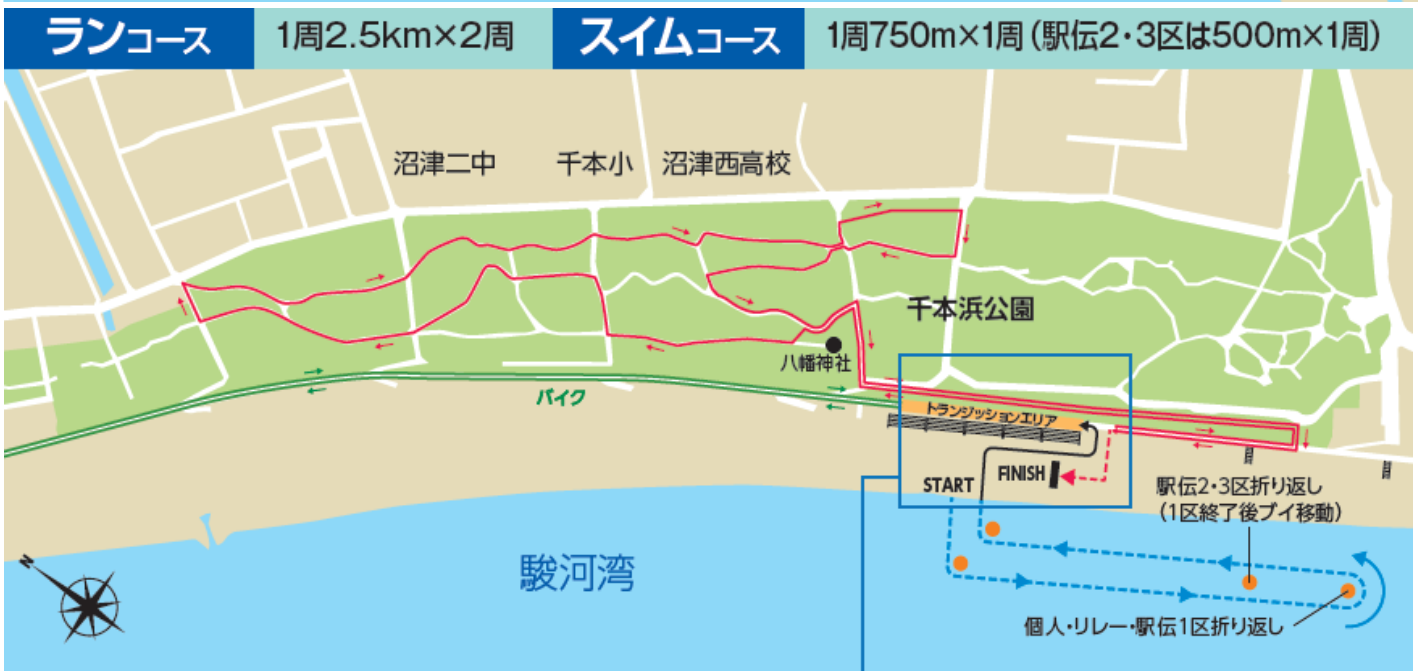 ランコース 1周2.5km×2周 スイムコース 1周750m×1周(駅伝2・3区は500m×1周)
沼津二中 千本小 沼津西高校
千本浜公園
八幡神社
バイク
トランジッションエリア
START FINISH
駅伝2・3区折り返し
(1区終了後ブイ移動)
駿河湾
個人・リレー・駅伝1区折り返し
N